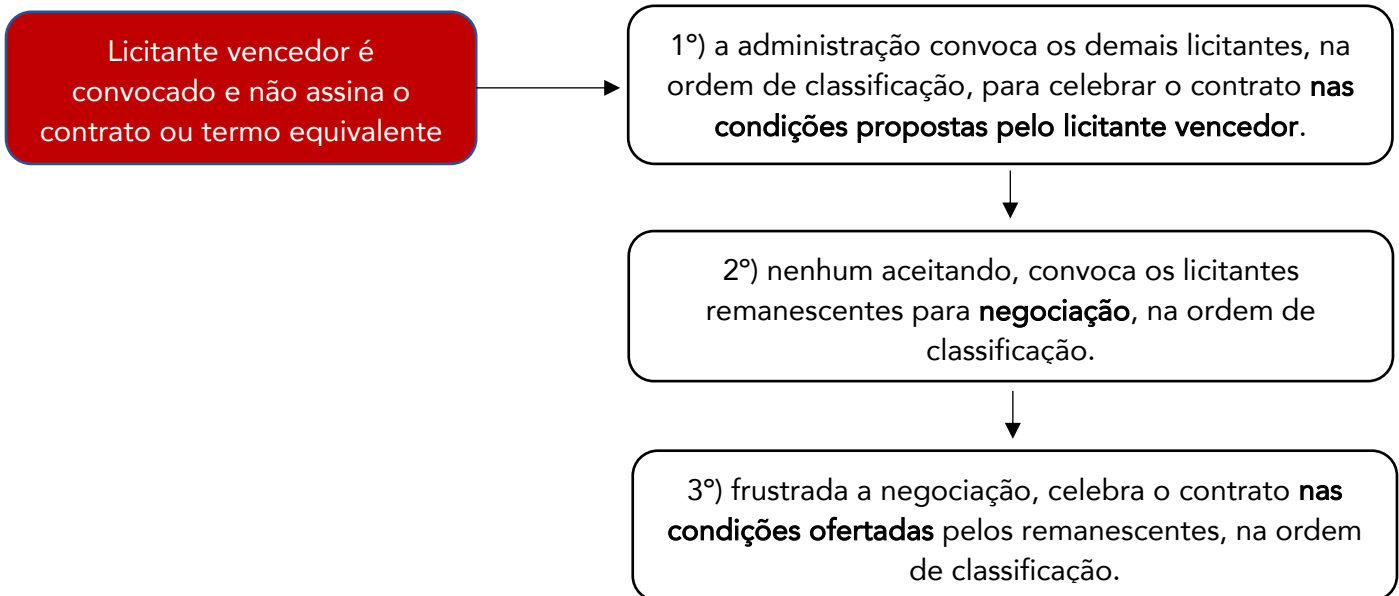 Licitante vencedor é
convocado e não assina o
contrato ou termo equivalente
1º) a administração convoca os demais licitantes, na
ordem de classificação, para celebrar o contrato nas
condições propostas pelo licitante vencedor.
2º) nenhum aceitando, convoca os licitantes
remanescentes para negociação, na ordem de
classificação.
3º) frustrada a negociação, celebra o contrato nas
condições ofertadas pelos remanescentes, na ordem
de classificação.